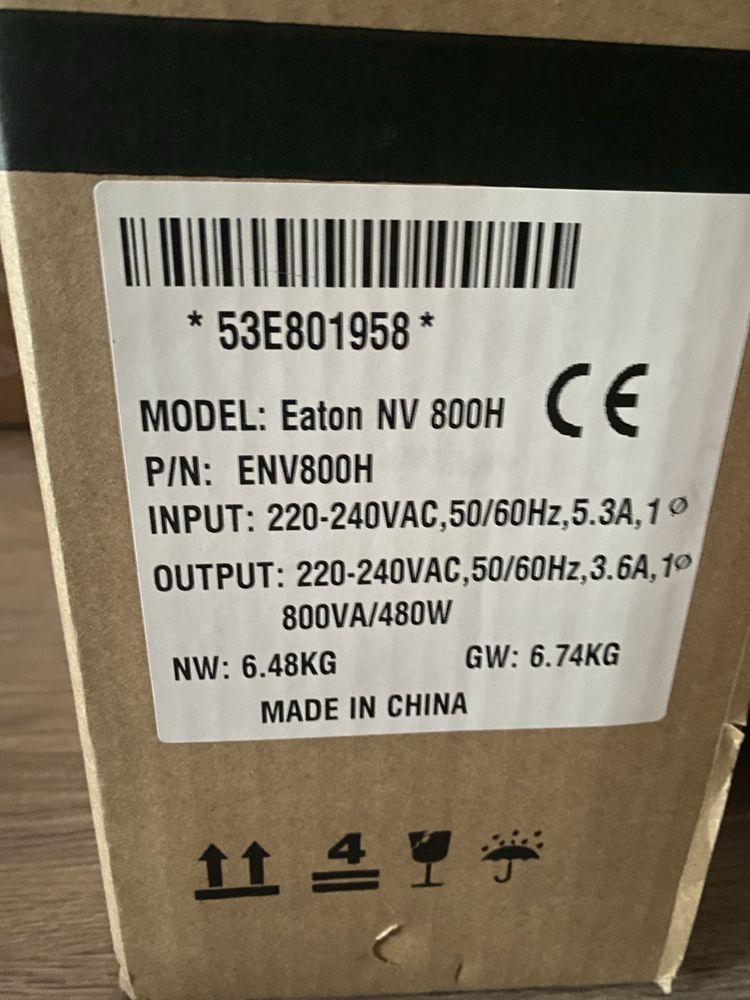 * 53E801958 *
MODEL: Eaton NV 800H CE
P/N: ENV800H
INPUT: 220-240VAC,50/60Hz,5.3A,1 ø
OUTPUT: 220-240VAC,50/60Hz,3.6A,1ø
800VA/480W
NW: 6.48KG GW: 6.74KG
MADE IN CHINA
4